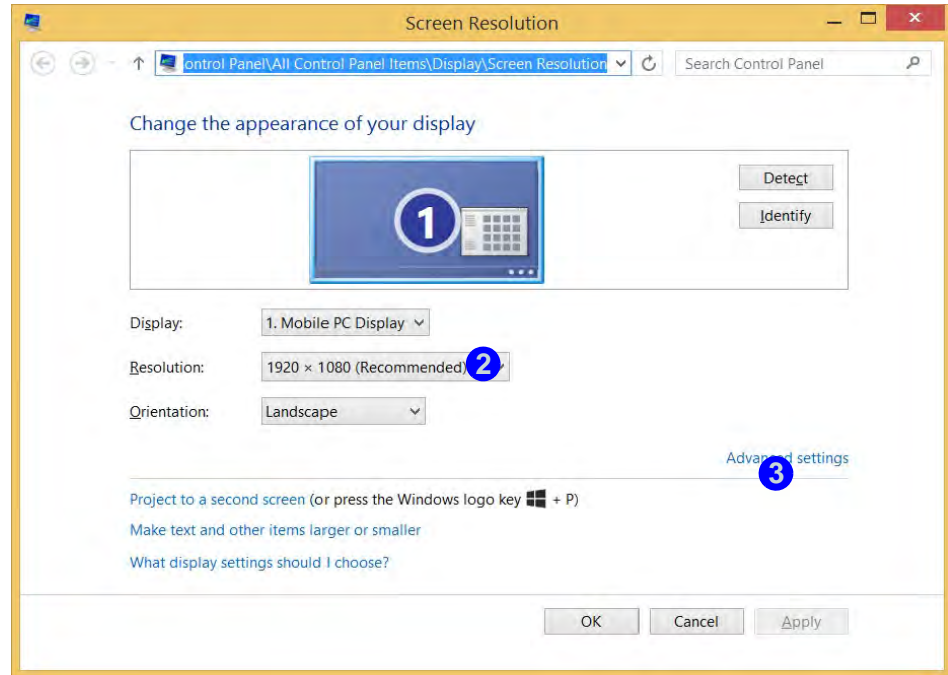 Screen Resolution
ontrol Panel\All Control Panel Items\Display\Screen Resolution
Search Control Panel
Change the appearance of your display
1
Detect
Identify
Display: 1. Mobile PC Display
Resolution: 1920 × 1080 (Recommended) 2
Orientation: Landscape
Advanced settings
3
Project to a second screen (or press the Windows logo key + P)
Make text and other items larger or smaller
What display settings should I choose?
OK Cancel Apply